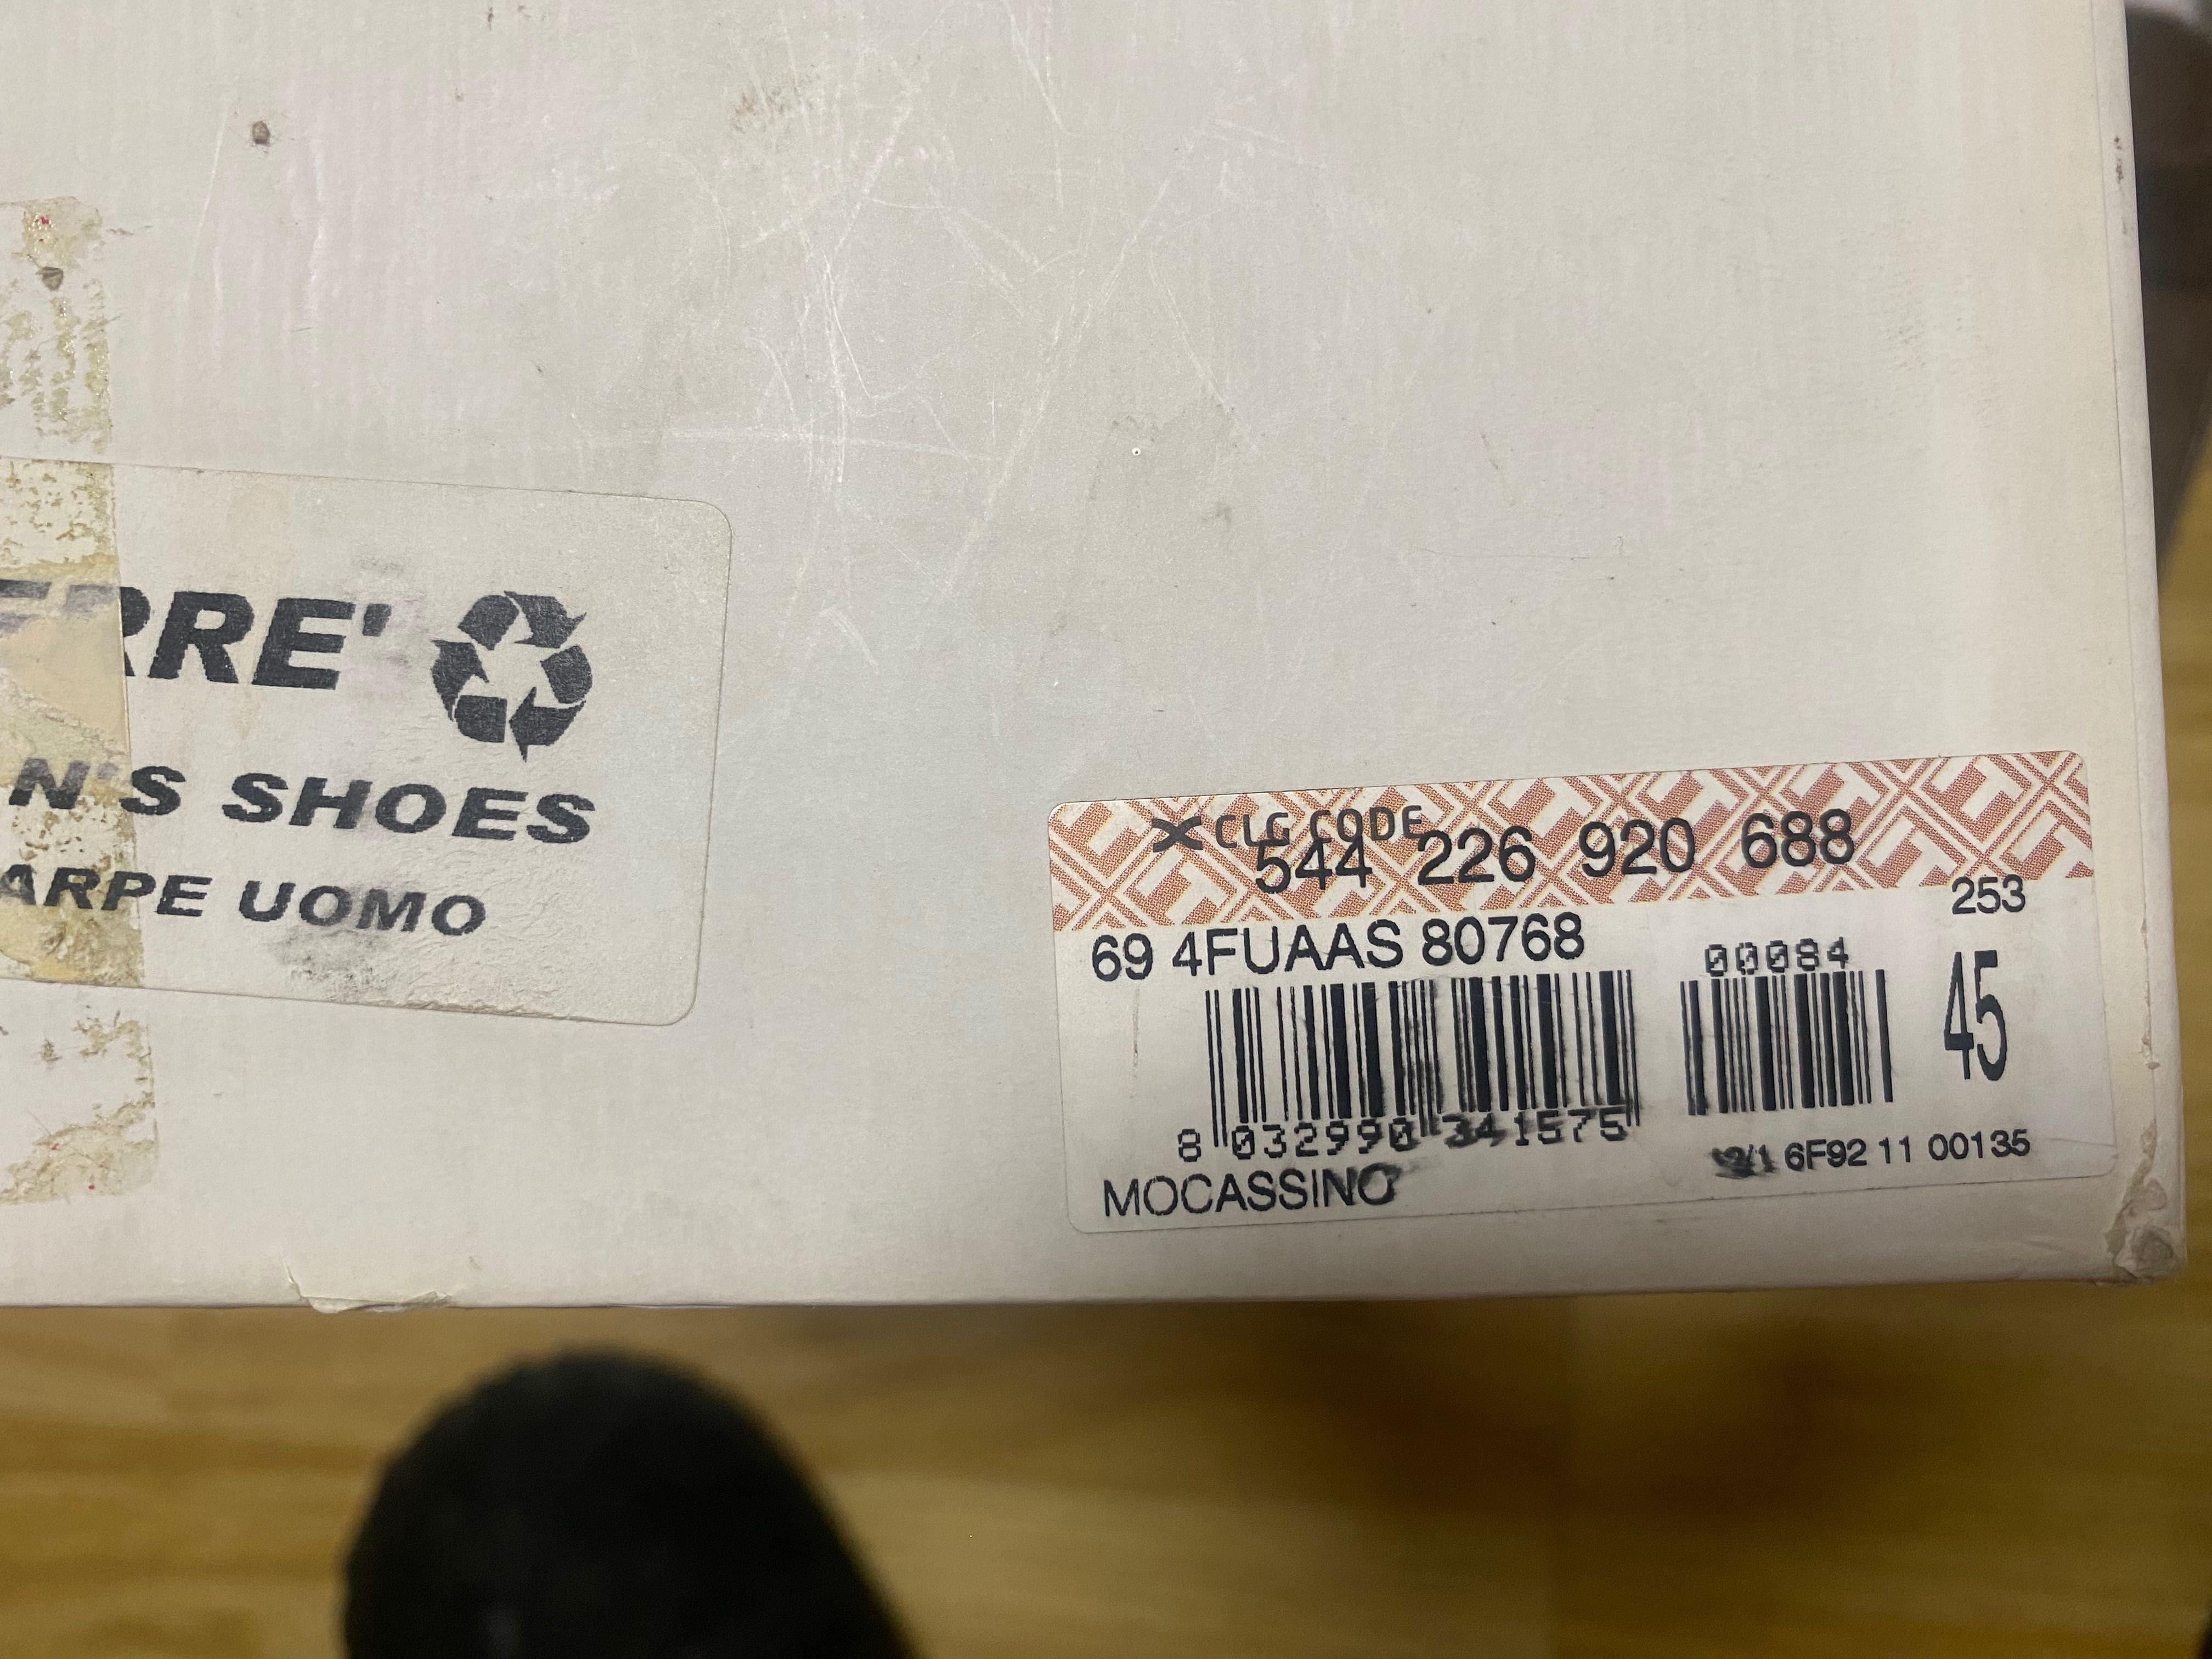 ERRE'
N'S SHOES
ARPE UOMO
CLG CODE
544 226 920 688
253
69 4FUAAS 80768
00084
45
8 032990 341575
6F92 11 00135
MOCASSINO